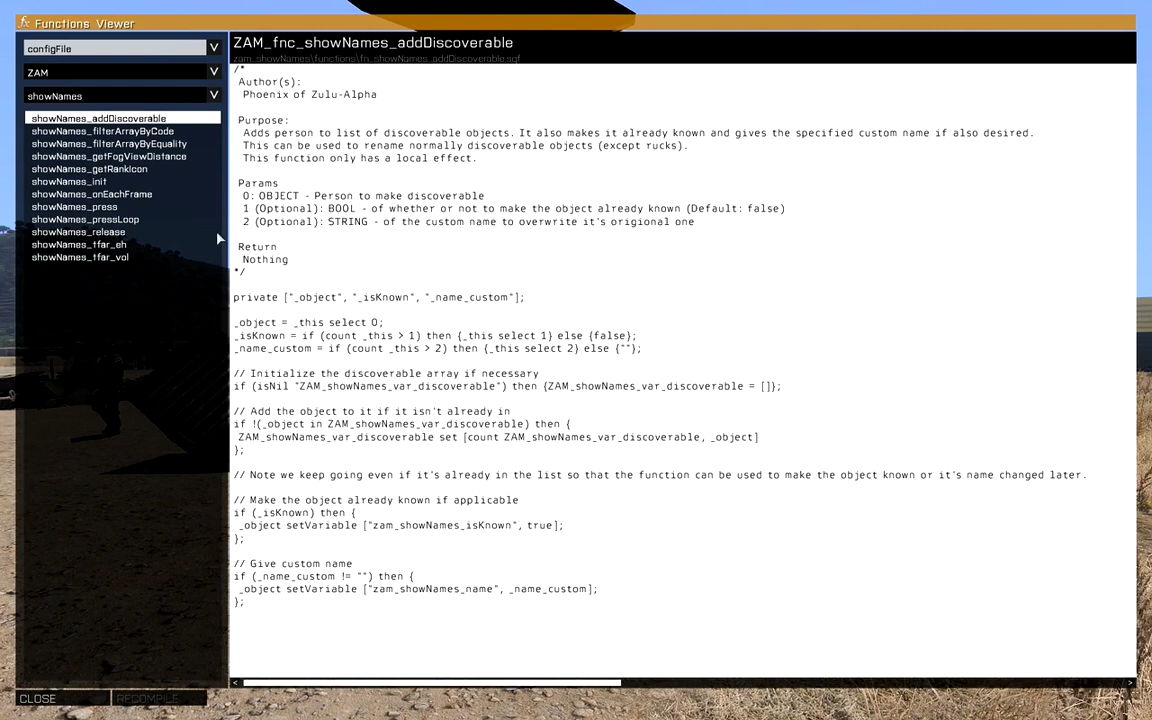 fx Functions Viewer
configFile
V
ZAM
V
showNames
V
showNames_addDiscoverable
showNames_filterArrayByCode
showNames_filterArrayByEquality
showNames_getFogViewDistance
showNames_getRankIcon
showNames_init
showNames_onEachFrame
showNames_press
showNames_pressLoop
showNames_release
showNames_tfar_eh
showNames_tfar_vol
CLOSE
RECOMPILE
ZAM_fnc_showNames_addDiscoverable
zam_showNames\functions\fn_showNames_addDiscoverable.sqf
/*
Author(s):
Phoenix of Zulu-Alpha
Purpose:
Adds person to list of discoverable objects. It also makes it already known and gives the specified custom name if also desired.
This can be used to rename normally discoverable objects (except rucks).
This function only has a local effect.
Params
0: OBJECT - Person to make discoverable
1 (Optional): BOOL - of whether or not to make the object already known (Default: false)
2 (Optional): STRING - of the custom name to overwrite it's origional one
Return
Nothing
*/
private ["_object", "_isKnown", "_name_custom"];
_object = _this select 0;
_isKnown = if (count _this > 1) then {_this select 1} else {false};
_name_custom = if (count _this > 2) then {_this select 2} else {""};
// Initialize the discoverable array if necessary
if (isNil "ZAM_showNames_var_discoverable") then {ZAM_showNames_var_discoverable = []};
// Add the object to it if it isn't already in
if !(_object in ZAM_showNames_var_discoverable) then {
ZAM_showNames_var_discoverable set [count ZAM_showNames_var_discoverable, _object]
};
// Note we keep going even if it's already in the list so that the function can be used to make the object known or it's name changed later.
// Make the object already known if applicable
if (_isKnown) then {
_object setVariable ["zam_showNames_isKnown", true];
};
// Give custom name
if (_name_custom != "") then {
_object setVariable ["zam_showNames_name", _name_custom];
};